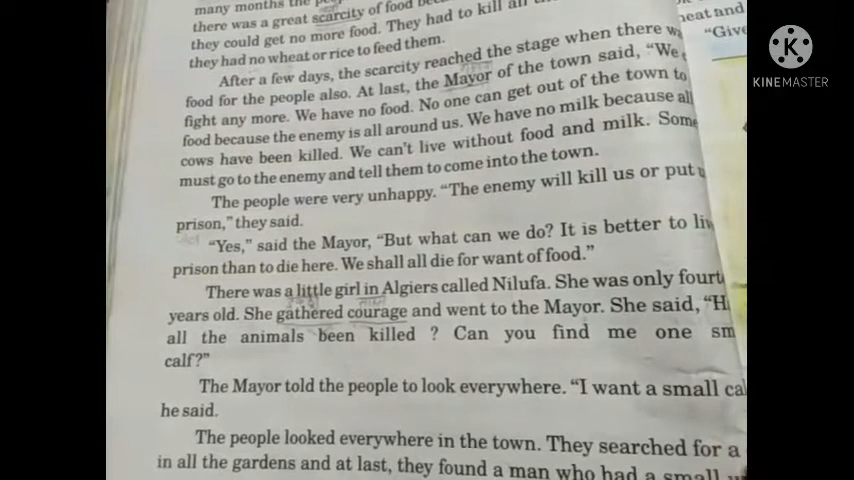 many months the
there was a great scarcity of food
they could get no more food. They had to kill all
they had no wheat or rice to feed them.
After a few days, the scarcity reached the stage when there
food for the people also. At last, the Mayor of the town said, "We
fight any more. We have no food. No one can get out of the town to
food because the enemy is all around us. We have no milk because all
cows have been killed. We can't live without food and milk. Some
must go to the enemy and tell them to come into the town.
The people were very unhappy. "The enemy will kill us or put
prison," they said.
"Yes," said the Mayor, "But what can we do? It is better to
prison than to die here. We shall all die for want of food."
There was a little girl in Algiers called Nilufa. She was only
years old. She gathered courage and went to the Mayor. She said,
all the animals been killed ? Can you find me one
calf?"
The Mayor told the people to look everywhere. "I want a small
he said.
The people looked everywhere in the town. They searched for a
in all the gardens and at last, they found a man who had a small
and
"Give
KINEMASTER